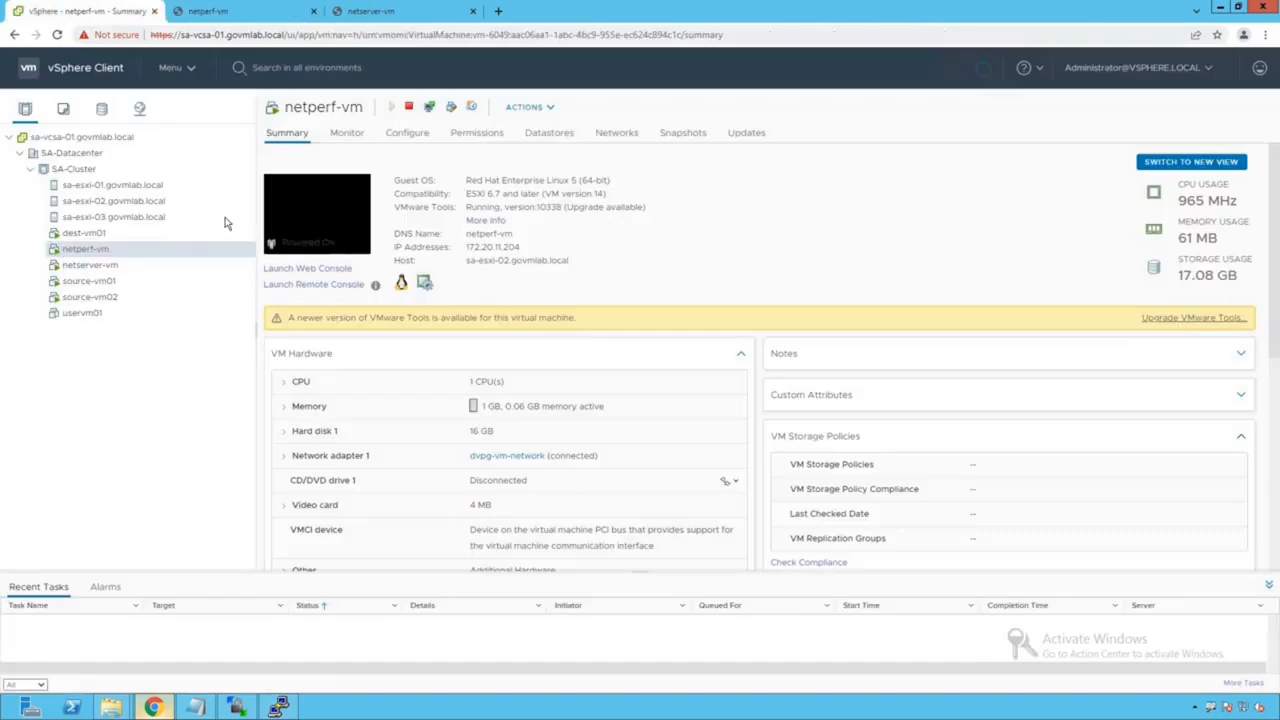 vSphere - netperf-vm - Summary
netperf-vm
netserver-vm
Not secure
https://sa-vcsa-01.govmlab.local/ui/app/vm;nav=h/urn:vmomi:VirtualMachine:vm-6049:aac06aa1-1abc-4bc9-955e-ec624c894c1c/summary
vm vSphere Client
Menu
Search in all environments
Administrator@VSPHERE.LOCAL
sa-vcsa-01.govmlab.local
SA-Datacenter
SA-Cluster
sa-esxi-01.govmlab.local
sa-esxi-02.govmlab.local
sa-esxi-03.govmlab.local
dest-vm01
netperf-vm
netserver-vm
source-vm01
source-vm02
uservm01
netperf-vm
ACTIONS
Summary Monitor Configure Permissions Datastores Networks Snapshots Updates
SWITCH TO NEW VIEW
Powered On
Launch Web Console
Launch Remote Console
Guest OS: Red Hat Enterprise Linux 5 (64-bit)
Compatibility: ESXi 6.7 and later (VM version 14)
VMware Tools: Running, version:10338 (Upgrade available)
More info
DNS Name: netperf-vm
IP Addresses: 172.20.11.204
Host: sa-esxi-02.govmlab.local
CPU USAGE
965 MHz
MEMORY USAGE
61 MB
STORAGE USAGE
17.08 GB
A newer version of VMware Tools is available for this virtual machine.
Upgrade VMware Tools...
VM Hardware
CPU 1 CPU(s)
Memory 1 GB, 0.06 GB memory active
Hard disk 1 16 GB
Network adapter 1 dvpg-vm-network (connected)
CD/DVD drive 1 Disconnected
Video card 4 MB
VMCI device Device on the virtual machine PCI bus that provides support for
the virtual machine communication interface
Other Additional Hardware
Notes
Custom Attributes
VM Storage Policies
VM Storage Policies --
VM Storage Policy Compliance --
Last Checked Date --
VM Replication Groups --
Check Compliance
Recent Tasks Alarms
Task Name Target Status Details Initiator Queued For Start Time Completion Time Server
Activate Windows
Go to Action Center to activate Windows.
All
More Tasks